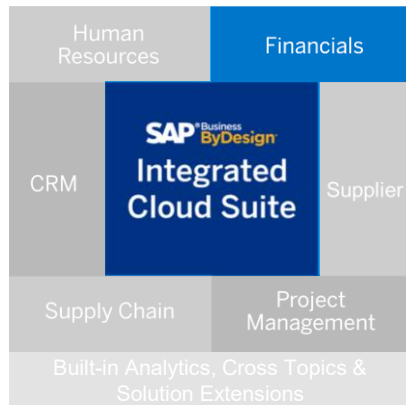 Human
Resources
Financials
CRM
SAP® Business
ByDesign
Integrated
Cloud Suite
Supplier
Supply Chain
Project
Management
Built-in Analytics, Cross Topics &
Solution Extensions